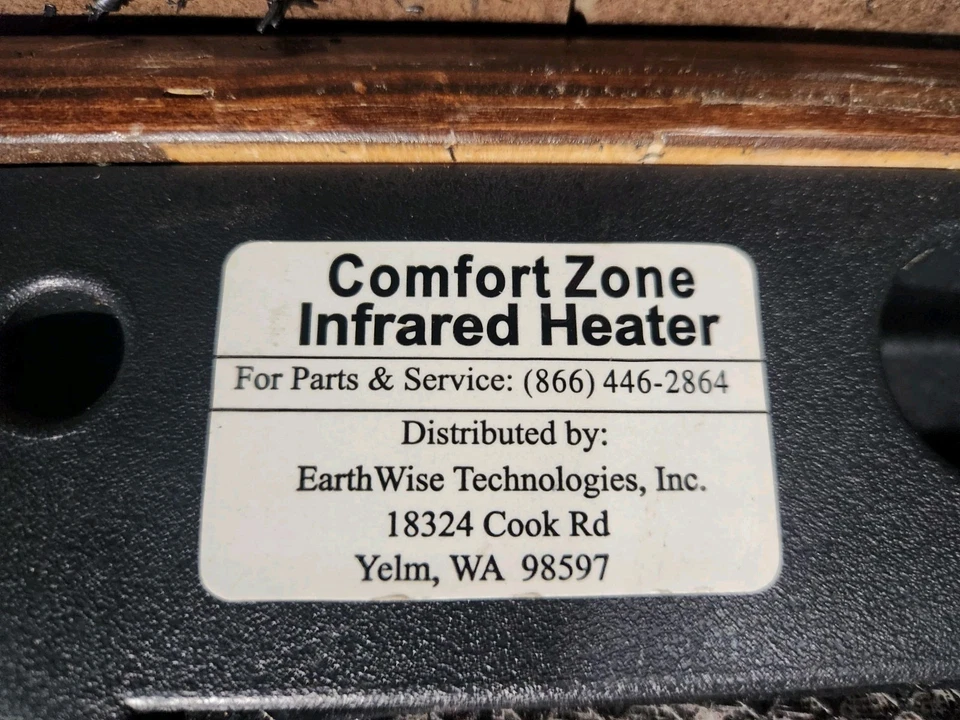 Comfort Zone
Infrared Heater
For Parts & Service: (866) 446-2864
Distributed by:
EarthWise Technologies, Inc.
18324 Cook Rd
Yelm, WA 98597